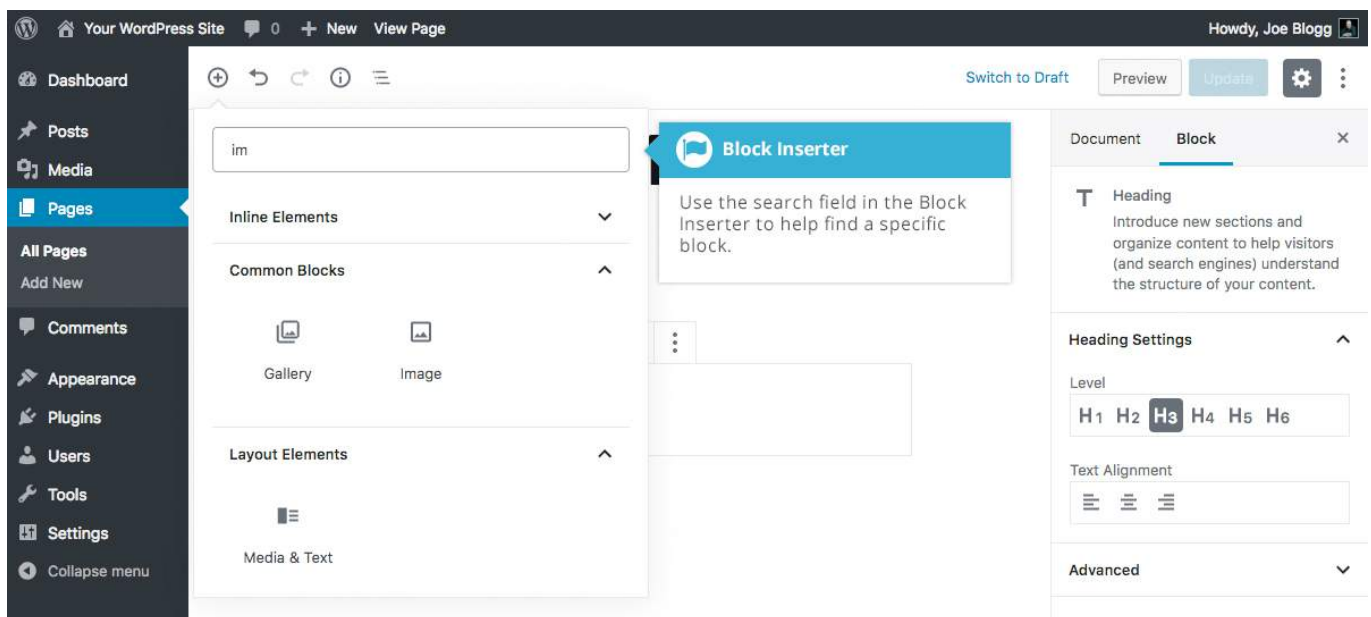 Your WordPress Site 0 New View Page Howdy, Joe Blogg
Dashboard
Posts
Media
Pages
All Pages
Add New
Comments
Appearance
Plugins
Users
Tools
Settings
Collapse menu
Switch to Draft Preview Update
im
Inline Elements
Common Blocks
Gallery Image
Layout Elements
Media & Text
Block Inserter
Use the search field in the Block
Inserter to help find a specific
block.
Document Block
Heading
Introduce new sections and
organize content to help visitors
(and search engines) understand
the structure of your content.
Heading Settings
Level
H1 H2 H3 H4 H5 H6
Text Alignment
Advanced